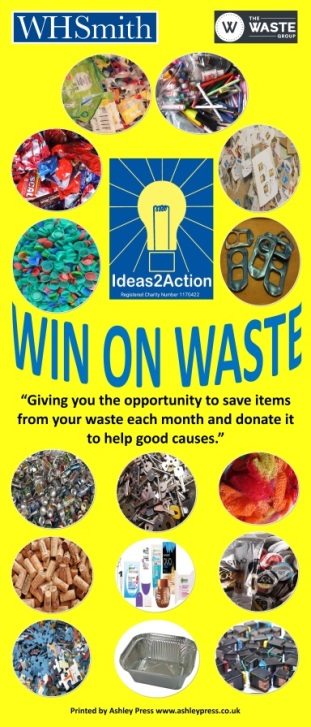 WHSmith
THE
WASTE
GROUP
Ideas2Action
Registered Charity Number 1176422
WIN ON WASTE
“Giving you the opportunity to save items
from your waste each month and donate it
to help good causes.”
Printed by Ashley Press www.ashleypress.co.uk